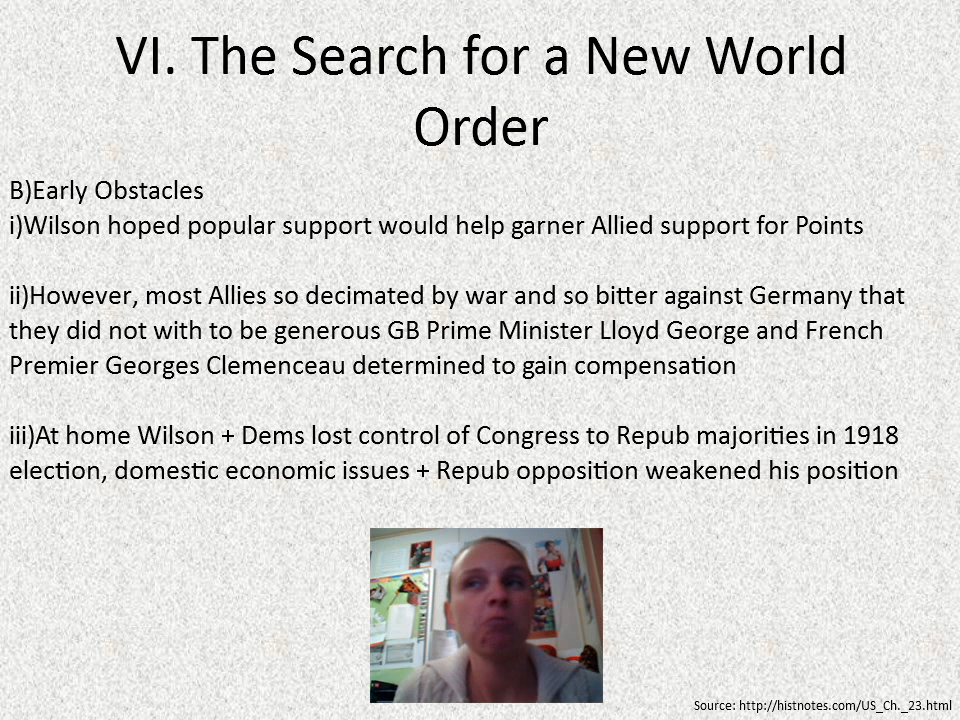 VI. The Search for a New World
Order
B)Early Obstacles
i)Wilson hoped popular support would help garner Allied support for Points
ii)However, most Allies so decimated by war and so bitter against Germany that
they did not with to be generous GB Prime Minister Lloyd George and French
Premier Georges Clemenceau determined to gain compensation
iii)At home Wilson + Dems lost control of Congress to Repub majorities in 1918
election, domestic economic issues + Repub opposition weakened his position
Source: http://histnotes.com/US_Ch._23.html